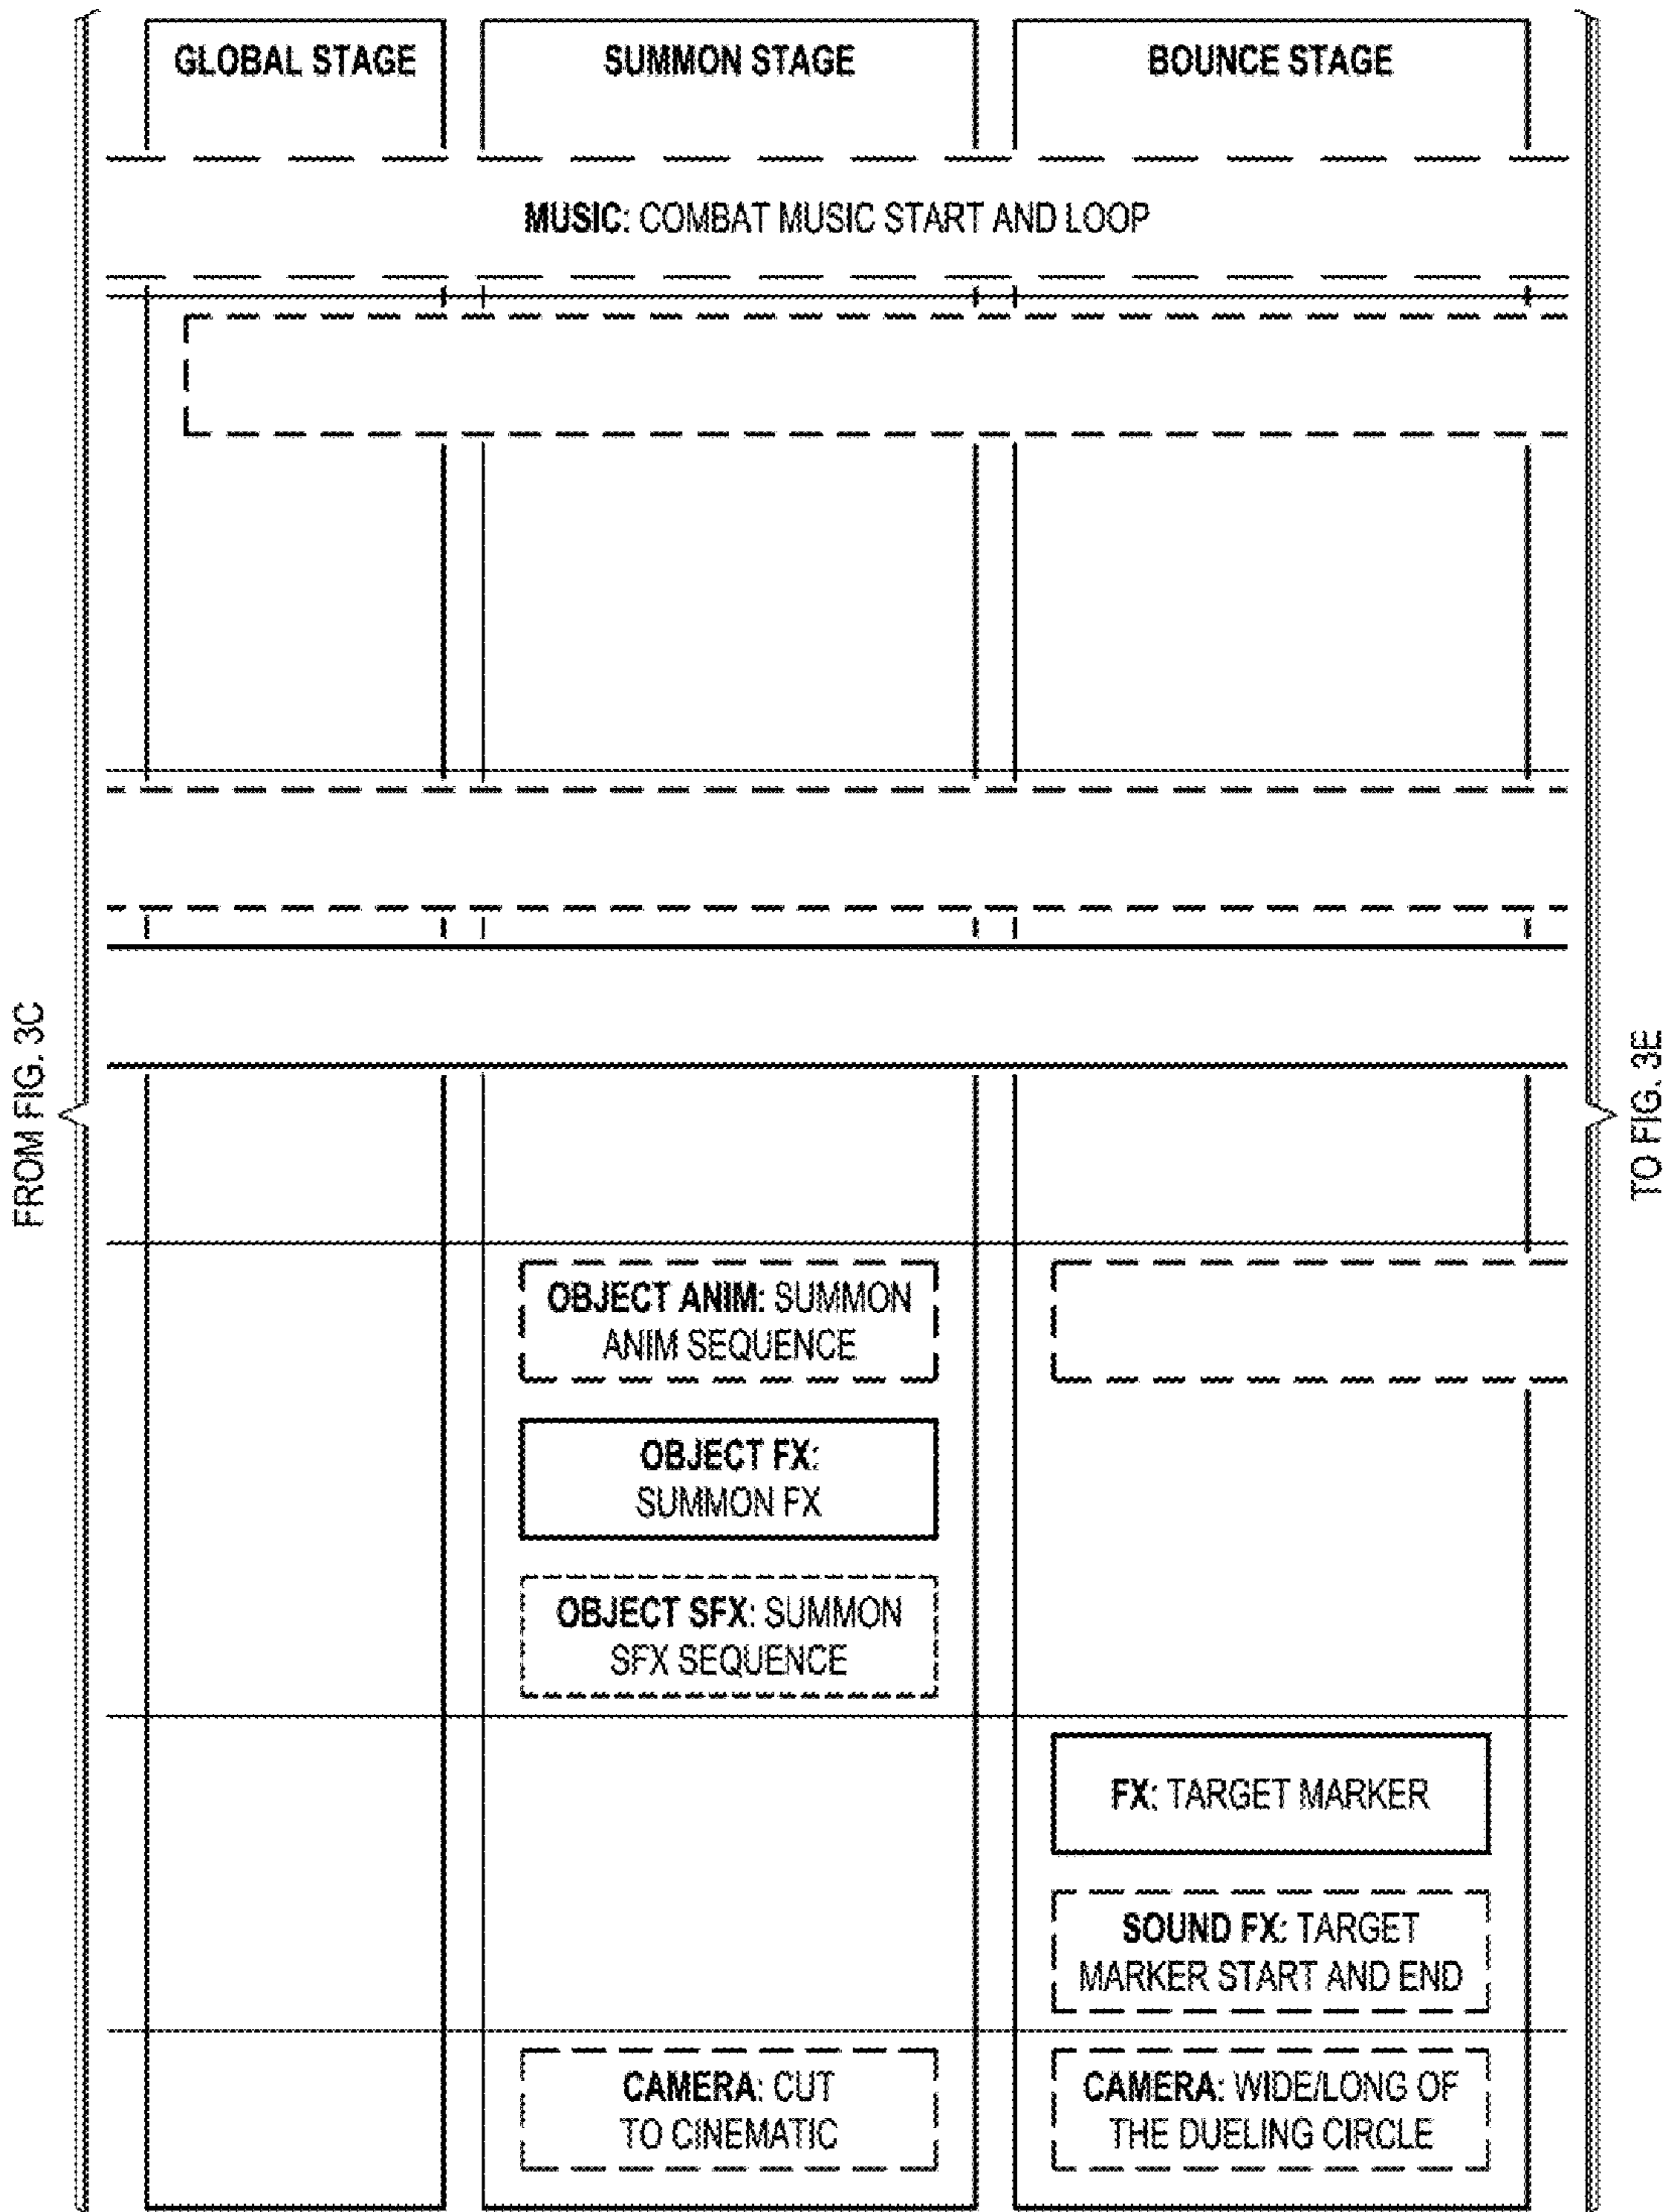 GLOBAL STAGE
SUMMON STAGE
BOUNCE STAGE
MUSIC: COMBAT MUSIC START AND LOOP
FROM FIG. 3C
TO FIG. 3E
OBJECT ANIM: SUMMON
ANIM SEQUENCE
OBJECT FX:
SUMMON FX
OBJECT SFX: SUMMON
SFX SEQUENCE
FX: TARGET MARKER
SOUND FX: TARGET
MARKER START AND END
CAMERA: CUT
TO CINEMATIC
CAMERA: WIDE/LONG OF
THE DUELING CIRCLE